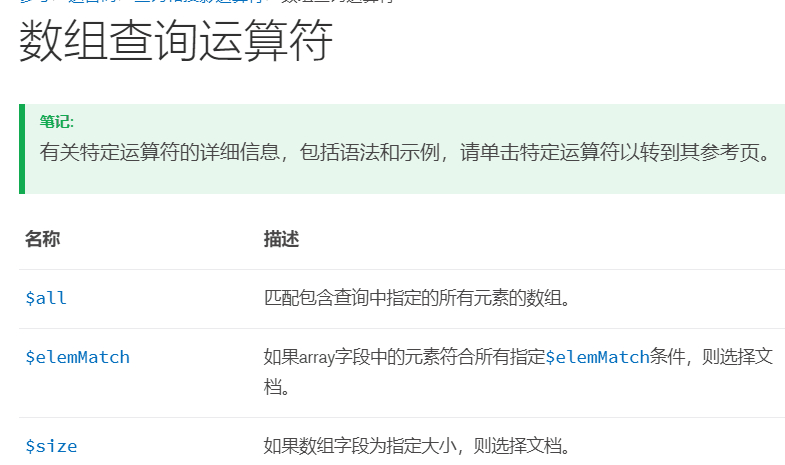 数组查询运算符
笔记:
有关特定运算符的详细信息，包括语法和示例，请单击特定运算符以转到其参考页。
名称 描述
$all 匹配包含查询中指定的所有元素的数组。
$elemMatch 如果array字段中的元素符合所有指定$elemMatch条件，则选择文
档。
$size 如果数组字段为指定大小，则选择文档。